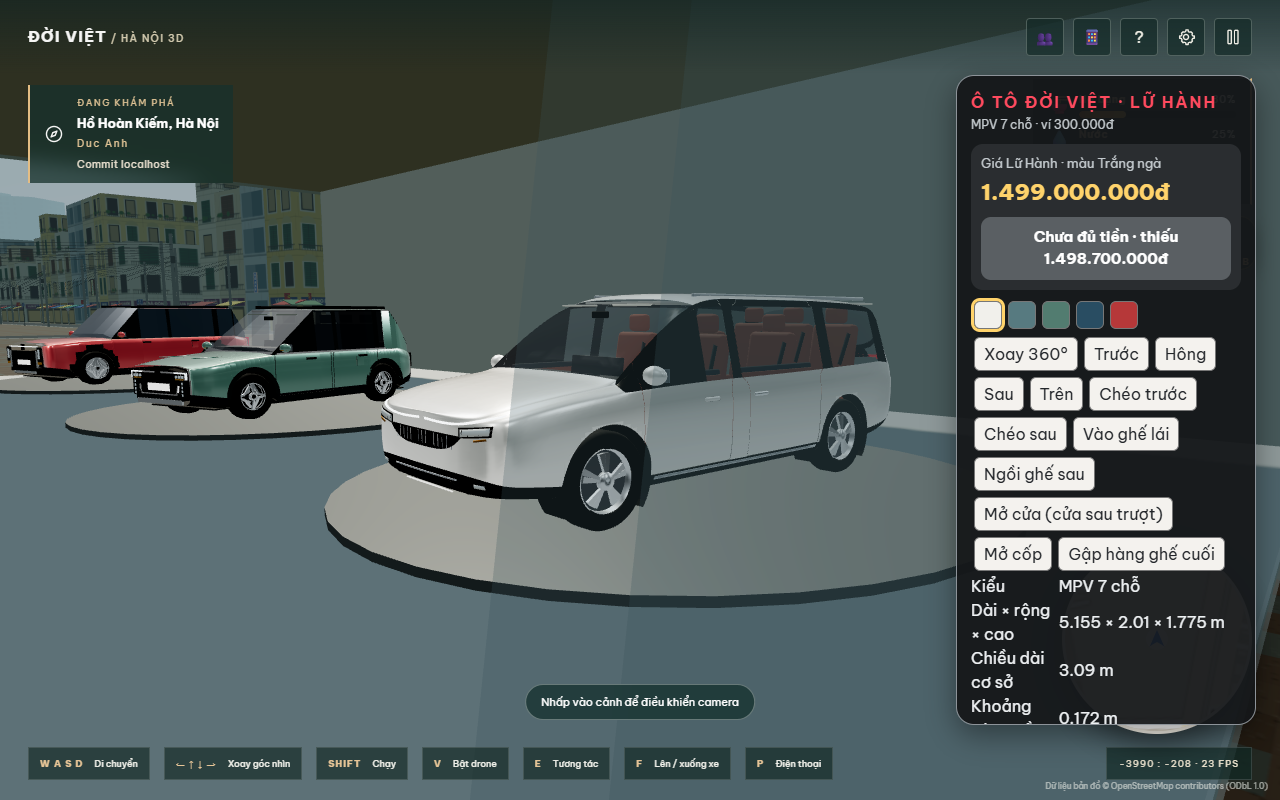 ĐỜI VIỆT / HÀ NỘI 3D
?
ĐANG KHÁM PHÁ
Hồ Hoàn Kiếm, Hà Nội
Duc Anh
Commit localhost
Ô TÔ ĐỜI VIỆT · LỮ HÀNH
MPV 7 chỗ · ví 300.000đ
Giá Lữ Hành · màu Trắng ngà
1.499.000.000đ
Chưa đủ tiền · thiếu
1.498.700.000đ
Xoay 360° Trước Hông
Sau Trên Chéo trước
Chéo sau Vào ghế lái
Ngồi ghế sau
Mở cửa (cửa sau trượt)
Mở cốp Gập hàng ghế cuối
Kiểu MPV 7 chỗ
Dài × rộng × cao 5.155 × 2.01 × 1.775 m
Chiều dài cơ sở 3.09 m
Khoảng 0.172 m
Nhấp vào cảnh để điều khiển camera
W A S D Di chuyển
←↑↓→ Xoay góc nhìn
SHIFT Chạy
V Bật drone
E Tương tác
F Lên / xuống xe
P Điện thoại
-3990 : -208 · 23 FPS
Dữ liệu bản đồ © OpenStreetMap contributors (ODbL 1.0)